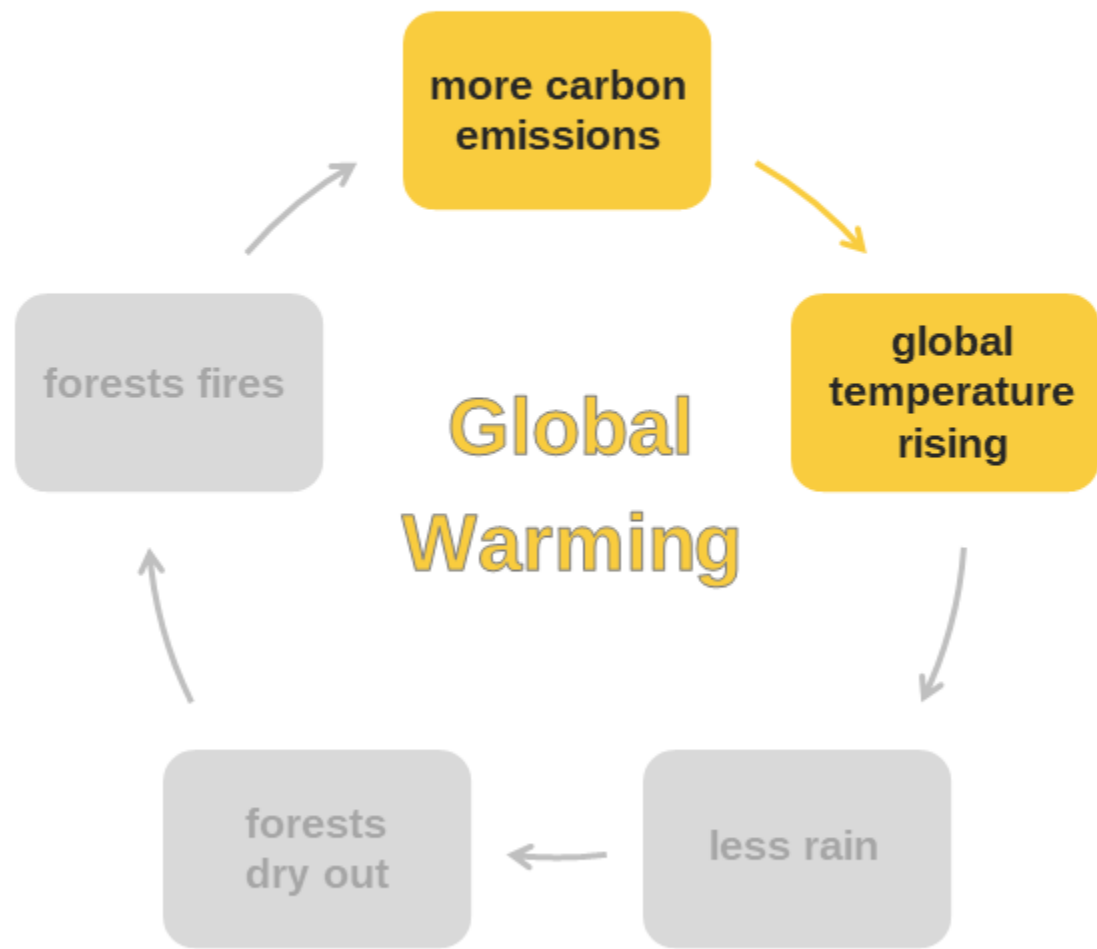 more carbon
emissions
global
temperature
rising
less rain
forests
dry out
forests fires
Global
Warming